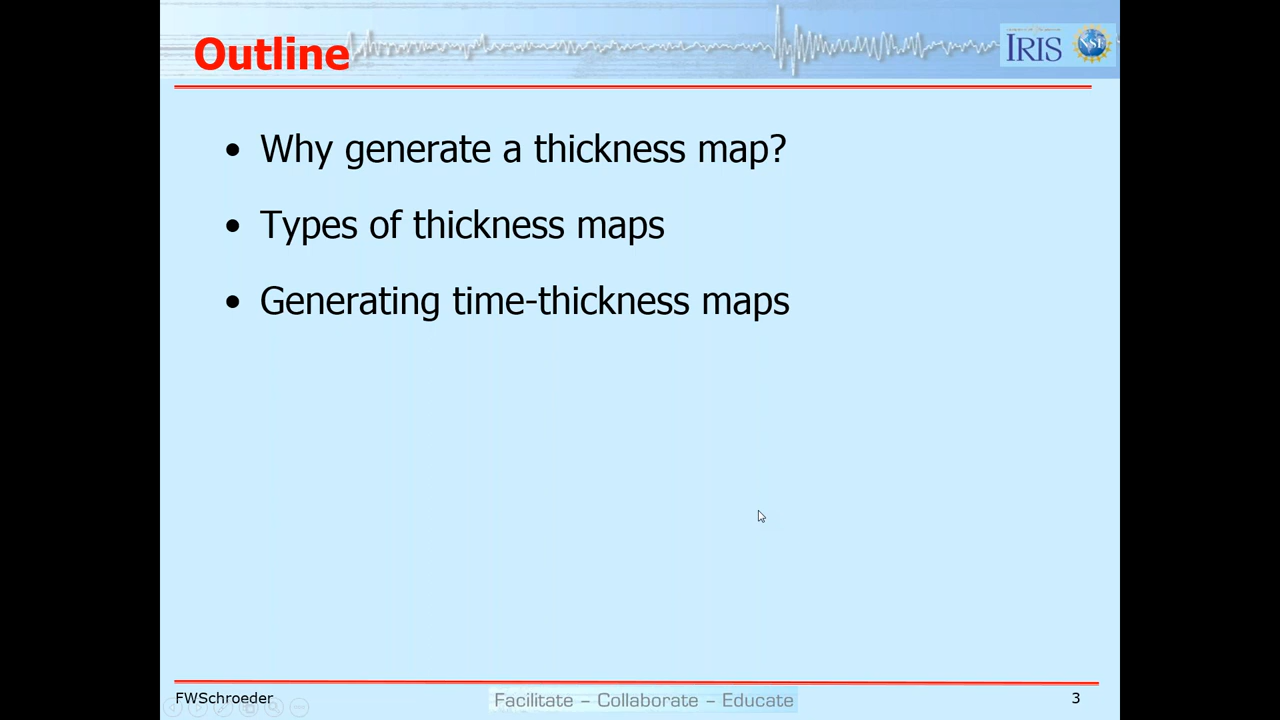 Outline
IRIS
NSF
• Why generate a thickness map?
• Types of thickness maps
• Generating time-thickness maps
FWSchroeder
Facilitate – Collaborate – Educate
3